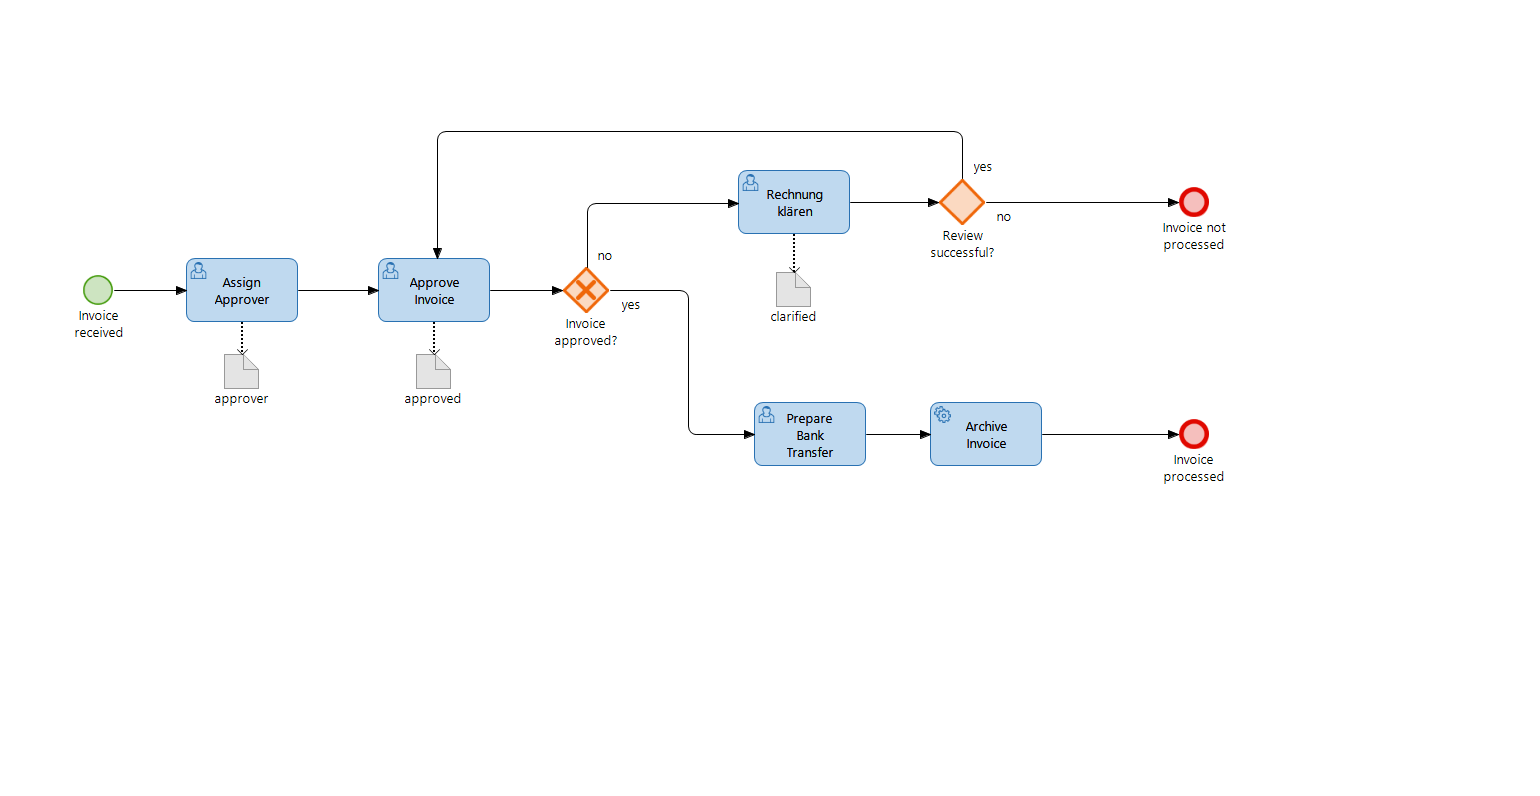 Invoice
received
Assign
Approver
approver
Approve
Invoice
approved
Invoice
approved?
no
yes
Rechnung
klären
clarified
Review
successful?
yes
no
Invoice not
processed
Prepare
Bank
Transfer
Archive
Invoice
Invoice
processed